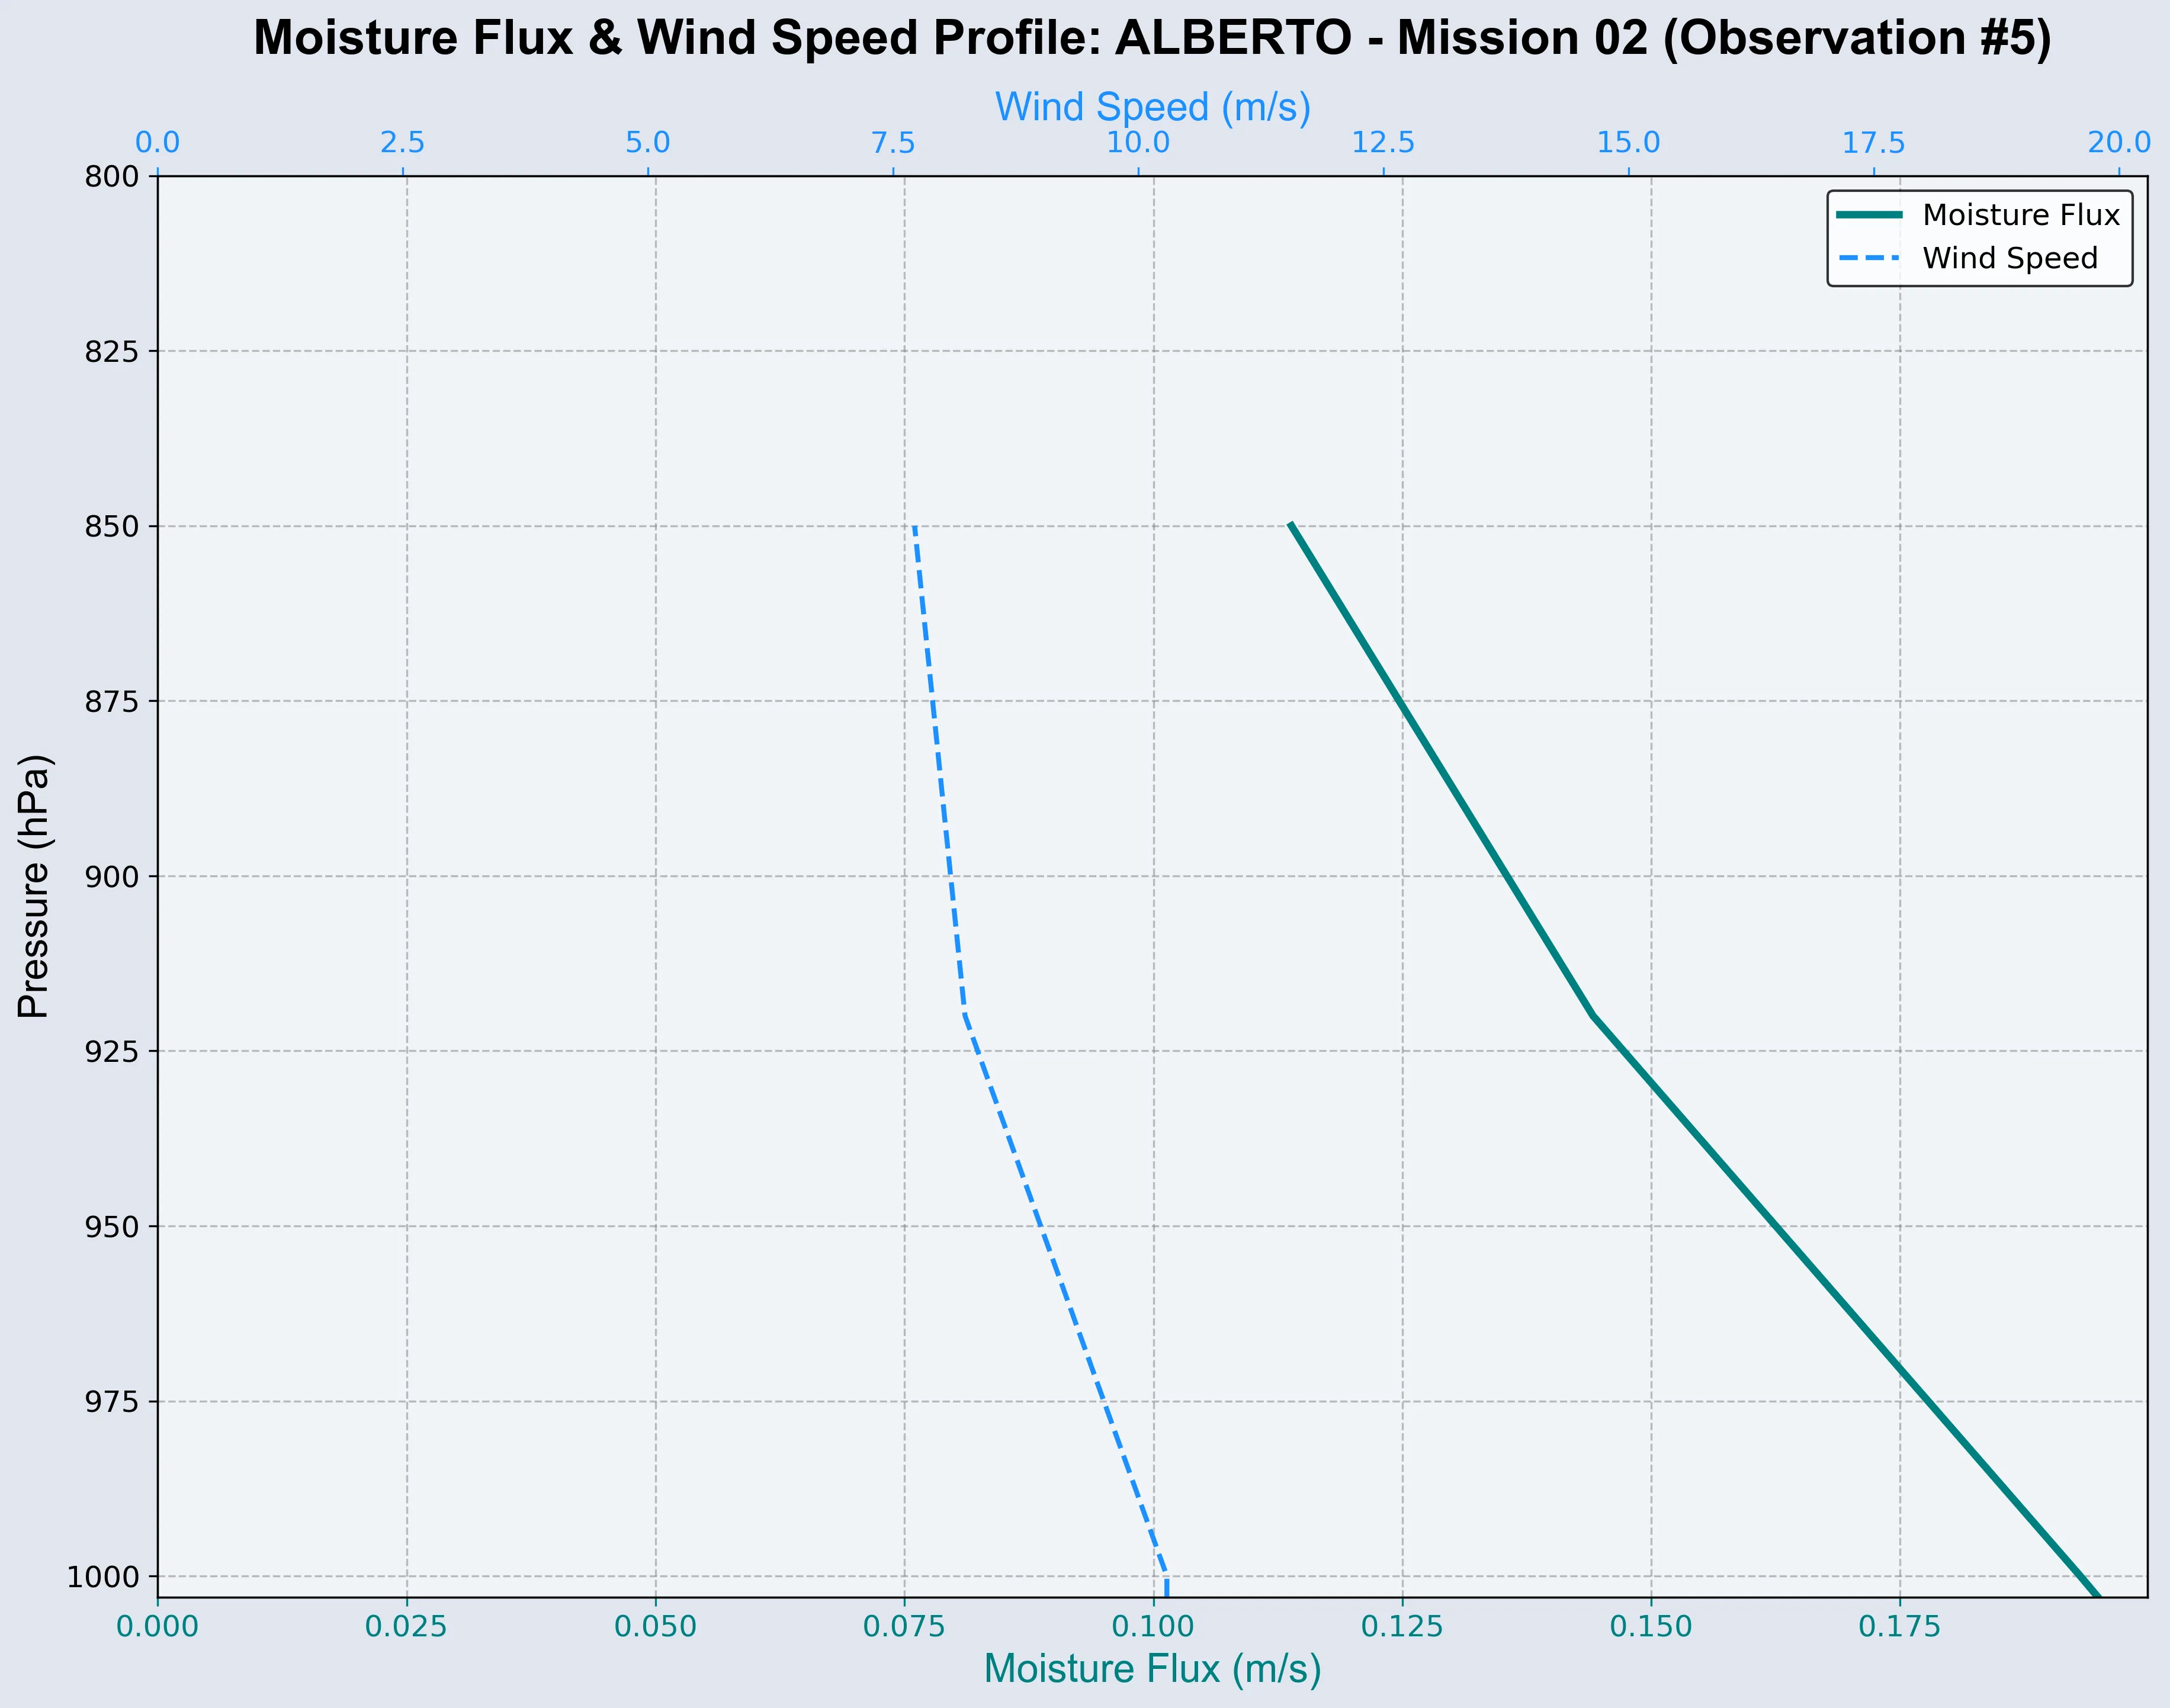 Moisture Flux & Wind Speed Profile: ALBERTO - Mission 02 (Observation #5)
Wind Speed (m/s)
0.0 2.5 5.0 7.5 10.0 12.5 15.0 17.5 20.0
Moisture Flux
Wind Speed
Pressure (hPa)
800
825
850
875
900
925
950
975
1000
0.000 0.025 0.050 0.075 0.100 0.125 0.150 0.175
Moisture Flux (m/s)